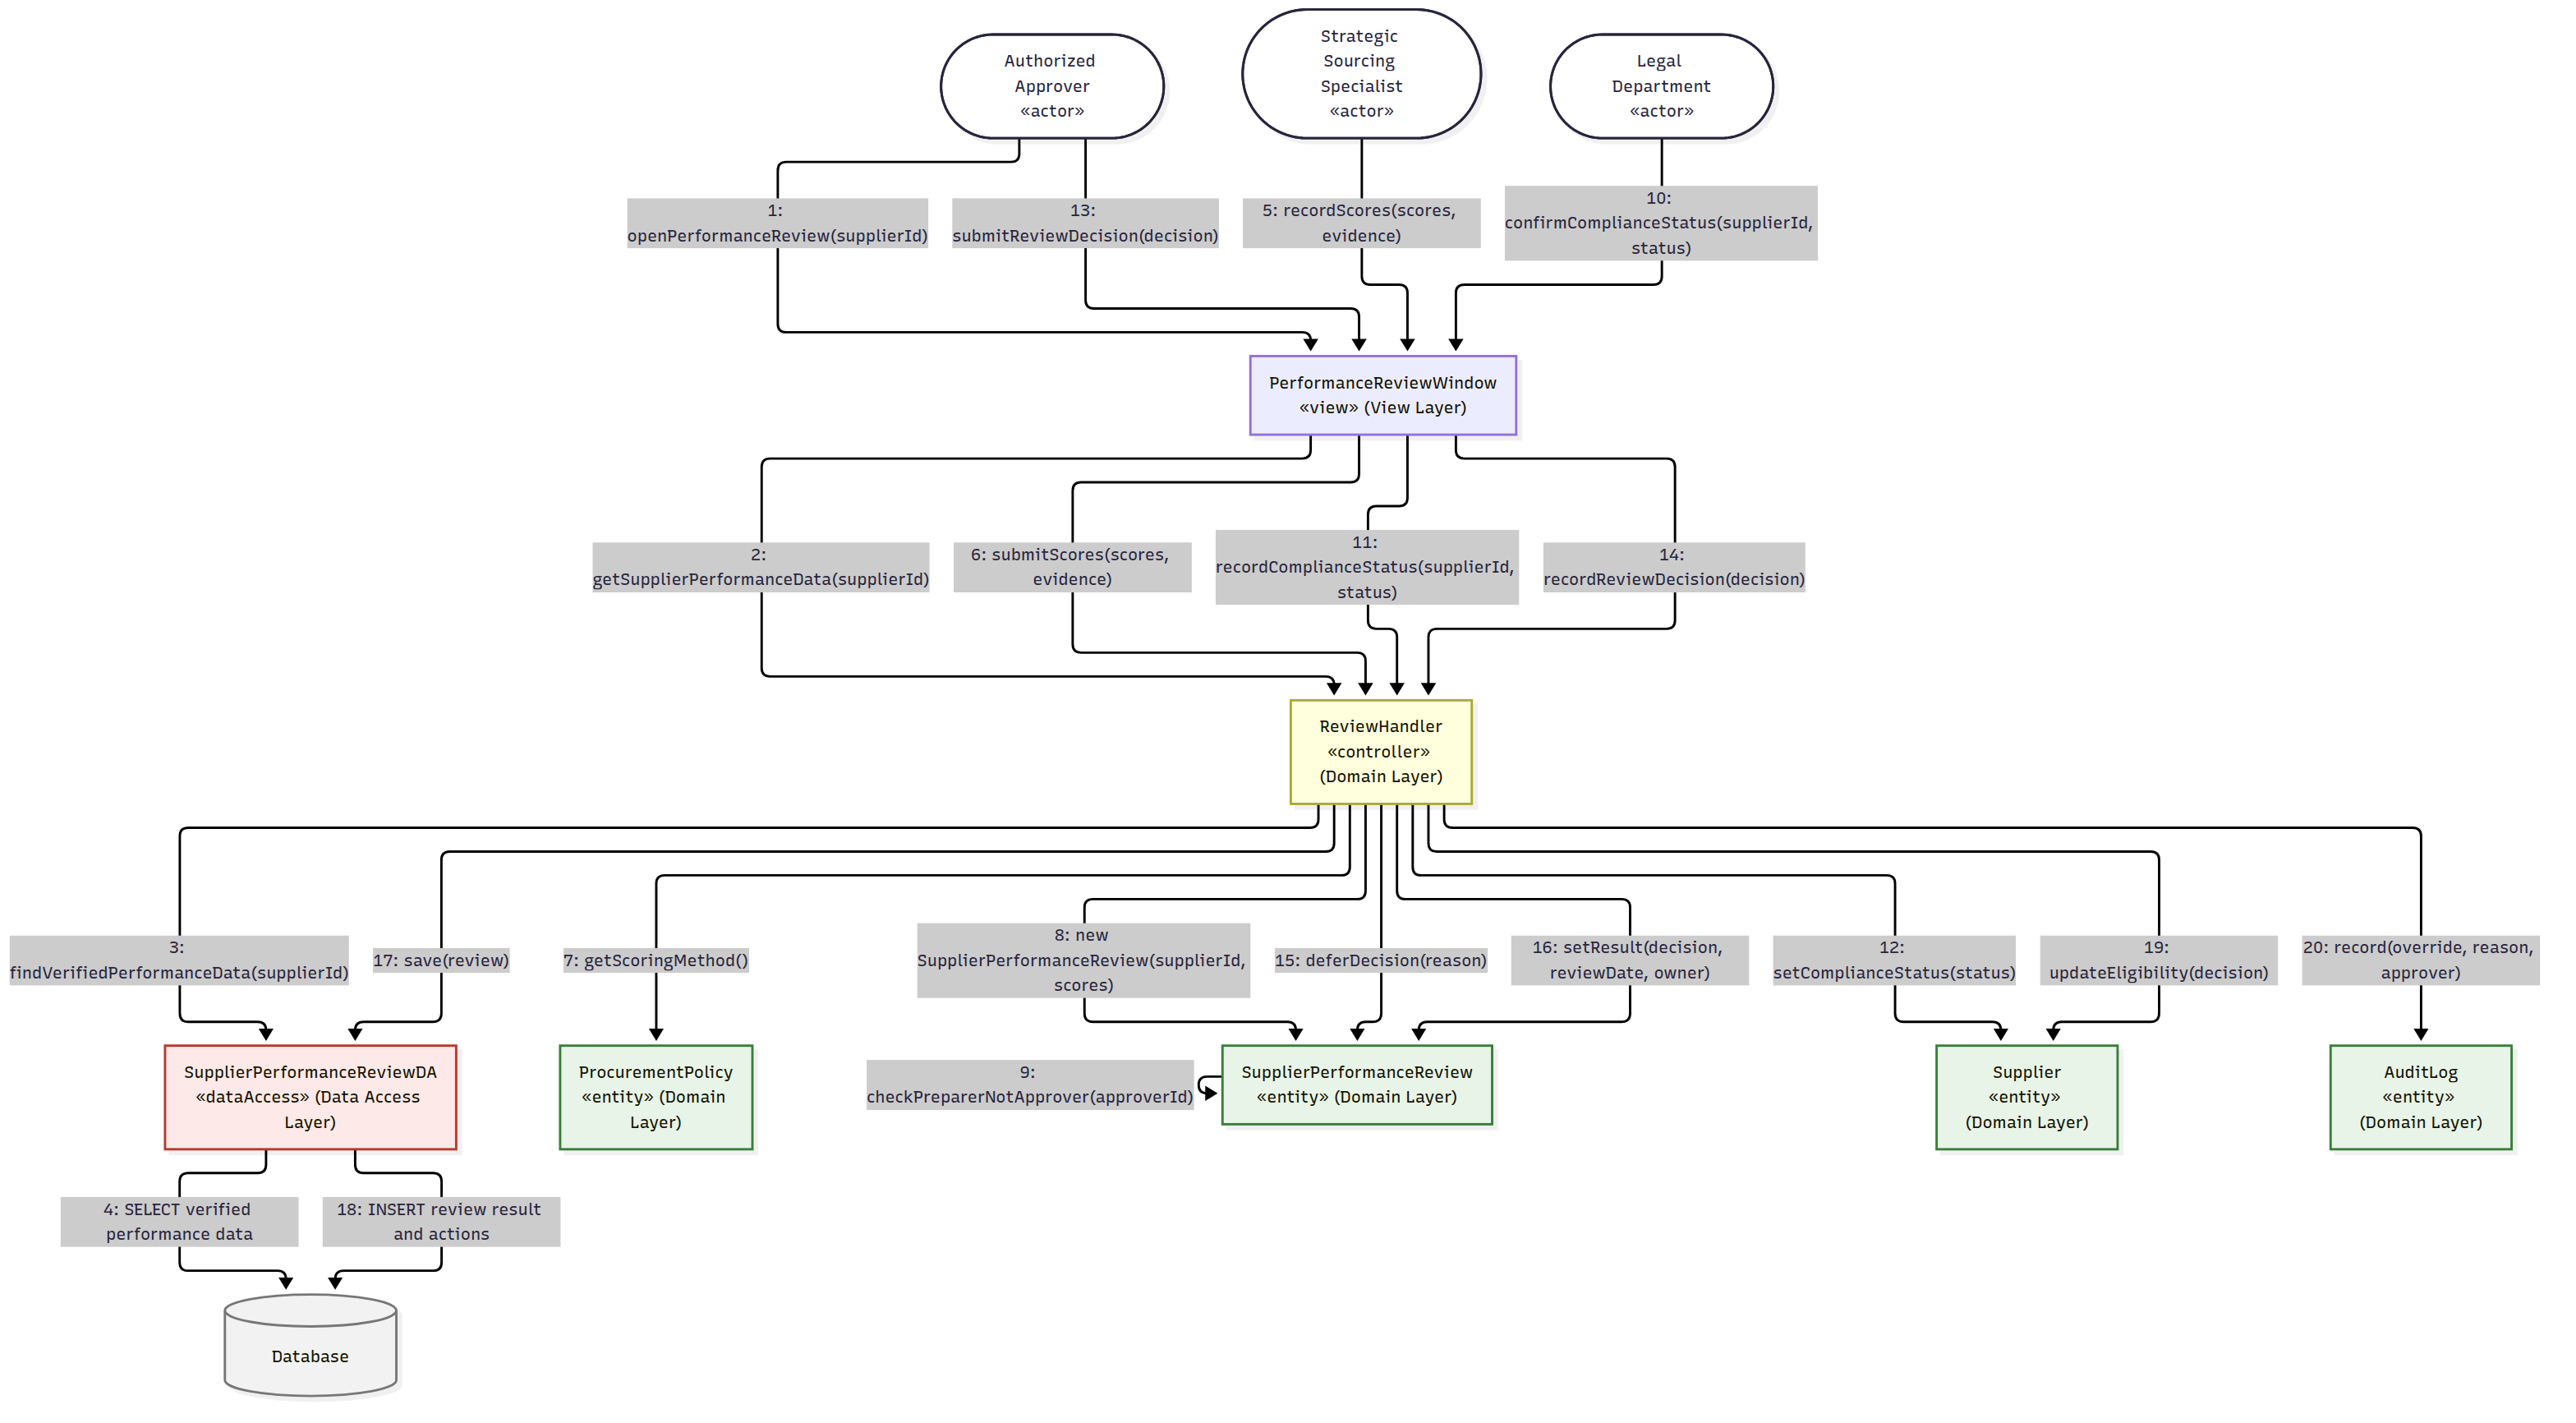 Authorized
Approver
«actor»
Strategic
Sourcing
Specialist
«actor»
Legal
Department
«actor»
1:
openPerformanceReview(supplierId)
13:
submitReviewDecision(decision)
5: recordScores(scores,
evidence)
10:
confirmComplianceStatus(supplierId,
status)
PerformanceReviewWindow
«view» (View Layer)
2:
getSupplierPerformanceData(supplierId)
6: submitScores(scores,
evidence)
11:
recordComplianceStatus(supplierId,
status)
14:
recordReviewDecision(decision)
ReviewHandler
«controller»
(Domain Layer)
3:
findVerifiedPerformanceData(supplierId)
17: save(review)
7: getScoringMethod()
8: new
SupplierPerformanceReview(supplierId,
scores)
15: deferDecision(reason)
16: setResult(decision,
reviewDate, owner)
12:
setComplianceStatus(status)
19:
updateEligibility(decision)
20: record(override, reason,
approver)
SupplierPerformanceReviewDA
«dataAccess» (Data Access
Layer)
ProcurementPolicy
«entity» (Domain
Layer)
9:
checkPreparerNotApprover(approverId)
SupplierPerformanceReview
«entity» (Domain Layer)
Supplier
«entity»
(Domain Layer)
AuditLog
«entity»
(Domain Layer)
4: SELECT verified
performance data
18: INSERT review result
and actions
Database